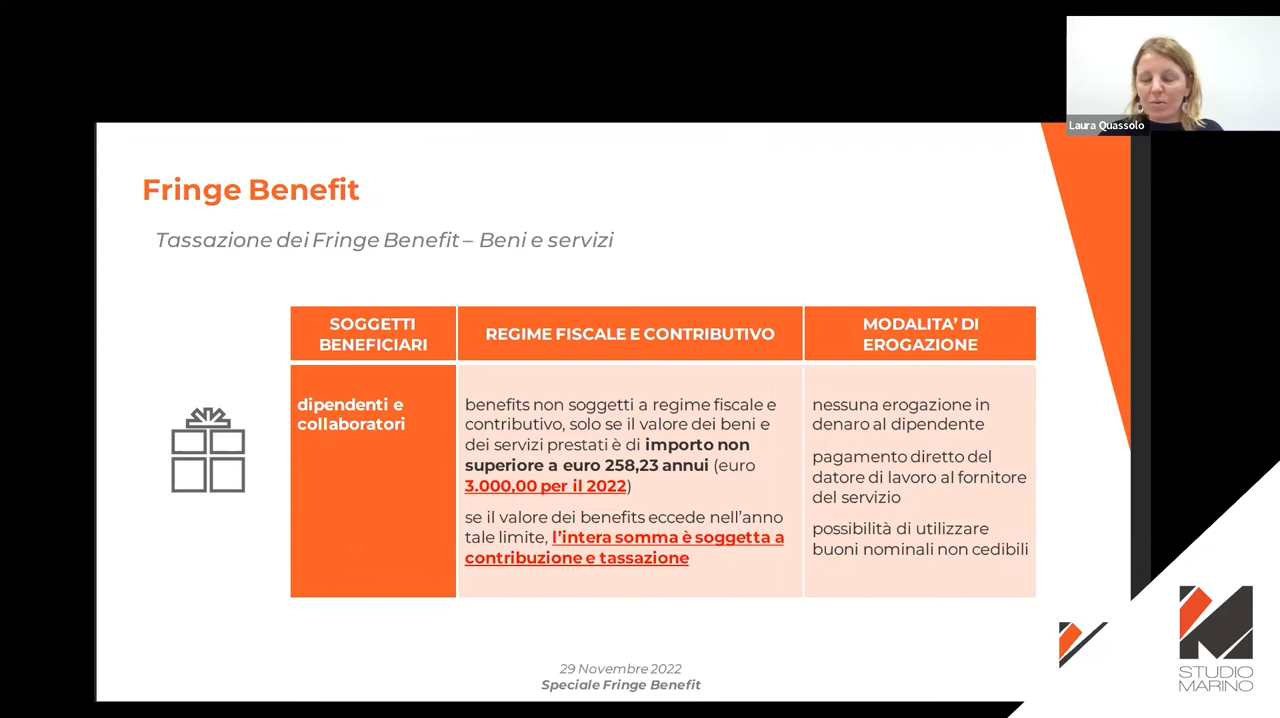 Laura Quassolo
Fringe Benefit
Tassazione dei Fringe Benefit – Beni e servizi
SOGGETTI
BENEFICIARI
REGIME FISCALE E CONTRIBUTIVO
MODALITA’ DI
EROGAZIONE
dipendenti e
collaboratori
benefits non soggetti a regime fiscale e
contributivo, solo se il valore dei beni e
dei servizi prestati è di importo non
superiore a euro 258,23 annui (euro
3.000,00 per il 2022)
se il valore dei benefits eccede nell’anno
tale limite, l’intera somma è soggetta a
contribuzione e tassazione
nessuna erogazione in
denaro al dipendente
pagamento diretto del
datore di lavoro al fornitore
del servizio
possibilità di utilizzare
buoni nominali non cedibili
29 Novembre 2022
Speciale Fringe Benefit
STUDIO
MARINO